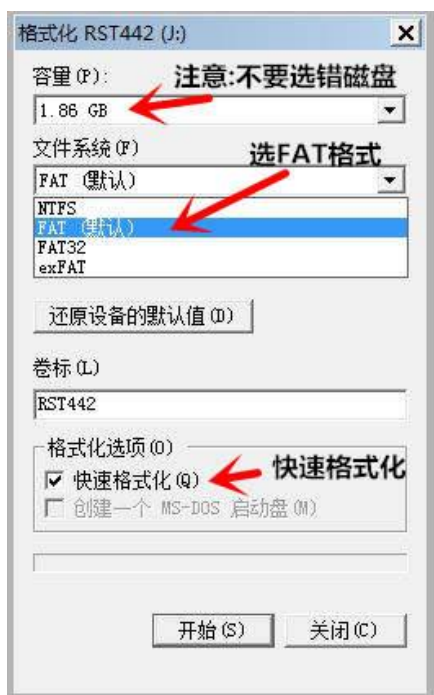 格式化 RST442 (J:)
容量(P):
注意:不要选错磁盘
1.86 GB
文件系统(F)
选FAT格式
FAT (默认)
NTFS
FAT (默认)
FAT32
exFAT
还原设备的默认值(D)
卷标(L)
RST442
格式化选项(O)
快速格式化(Q)
快速格式化
创建一个 MS-DOS 启动盘(M)
开始(S)
关闭(C)